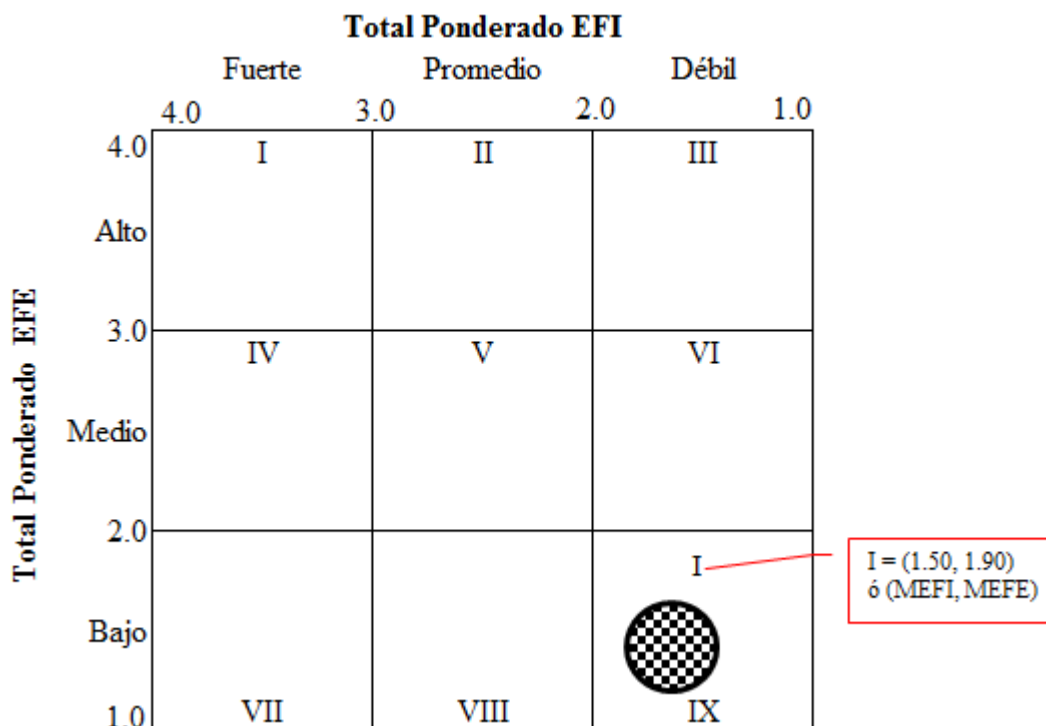 Total Ponderado EFI
Fuerte Promedio Débil
4.0 3.0 2.0 1.0
4.0 I II III
Alto
3.0 IV V VI
Total Ponderado EFE
Medio
2.0
I
I = (1.50, 1.90)
ó (MEFI, MEFE)
Bajo
1.0 VII VIII IX